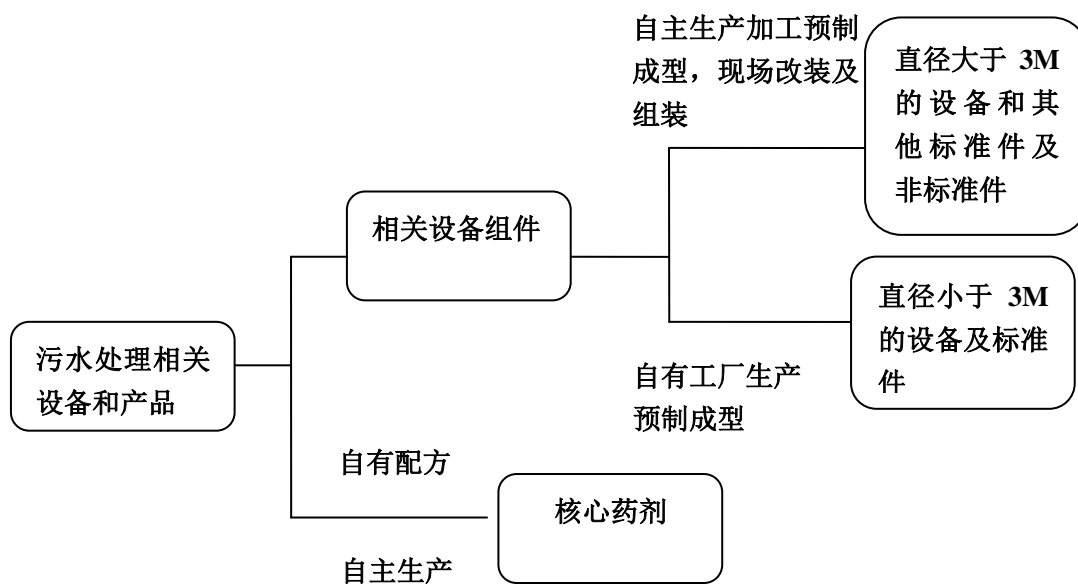 自主生产加工预制
成型，现场改装及
组装
直径大于 3M
的设备和其
他标准件及
非标准件
相关设备组件
直径小于 3M
的设备及标准
件
污水处理相关
设备和产品
自有工厂生产
预制成型
自有配方
核心药剂
自主生产